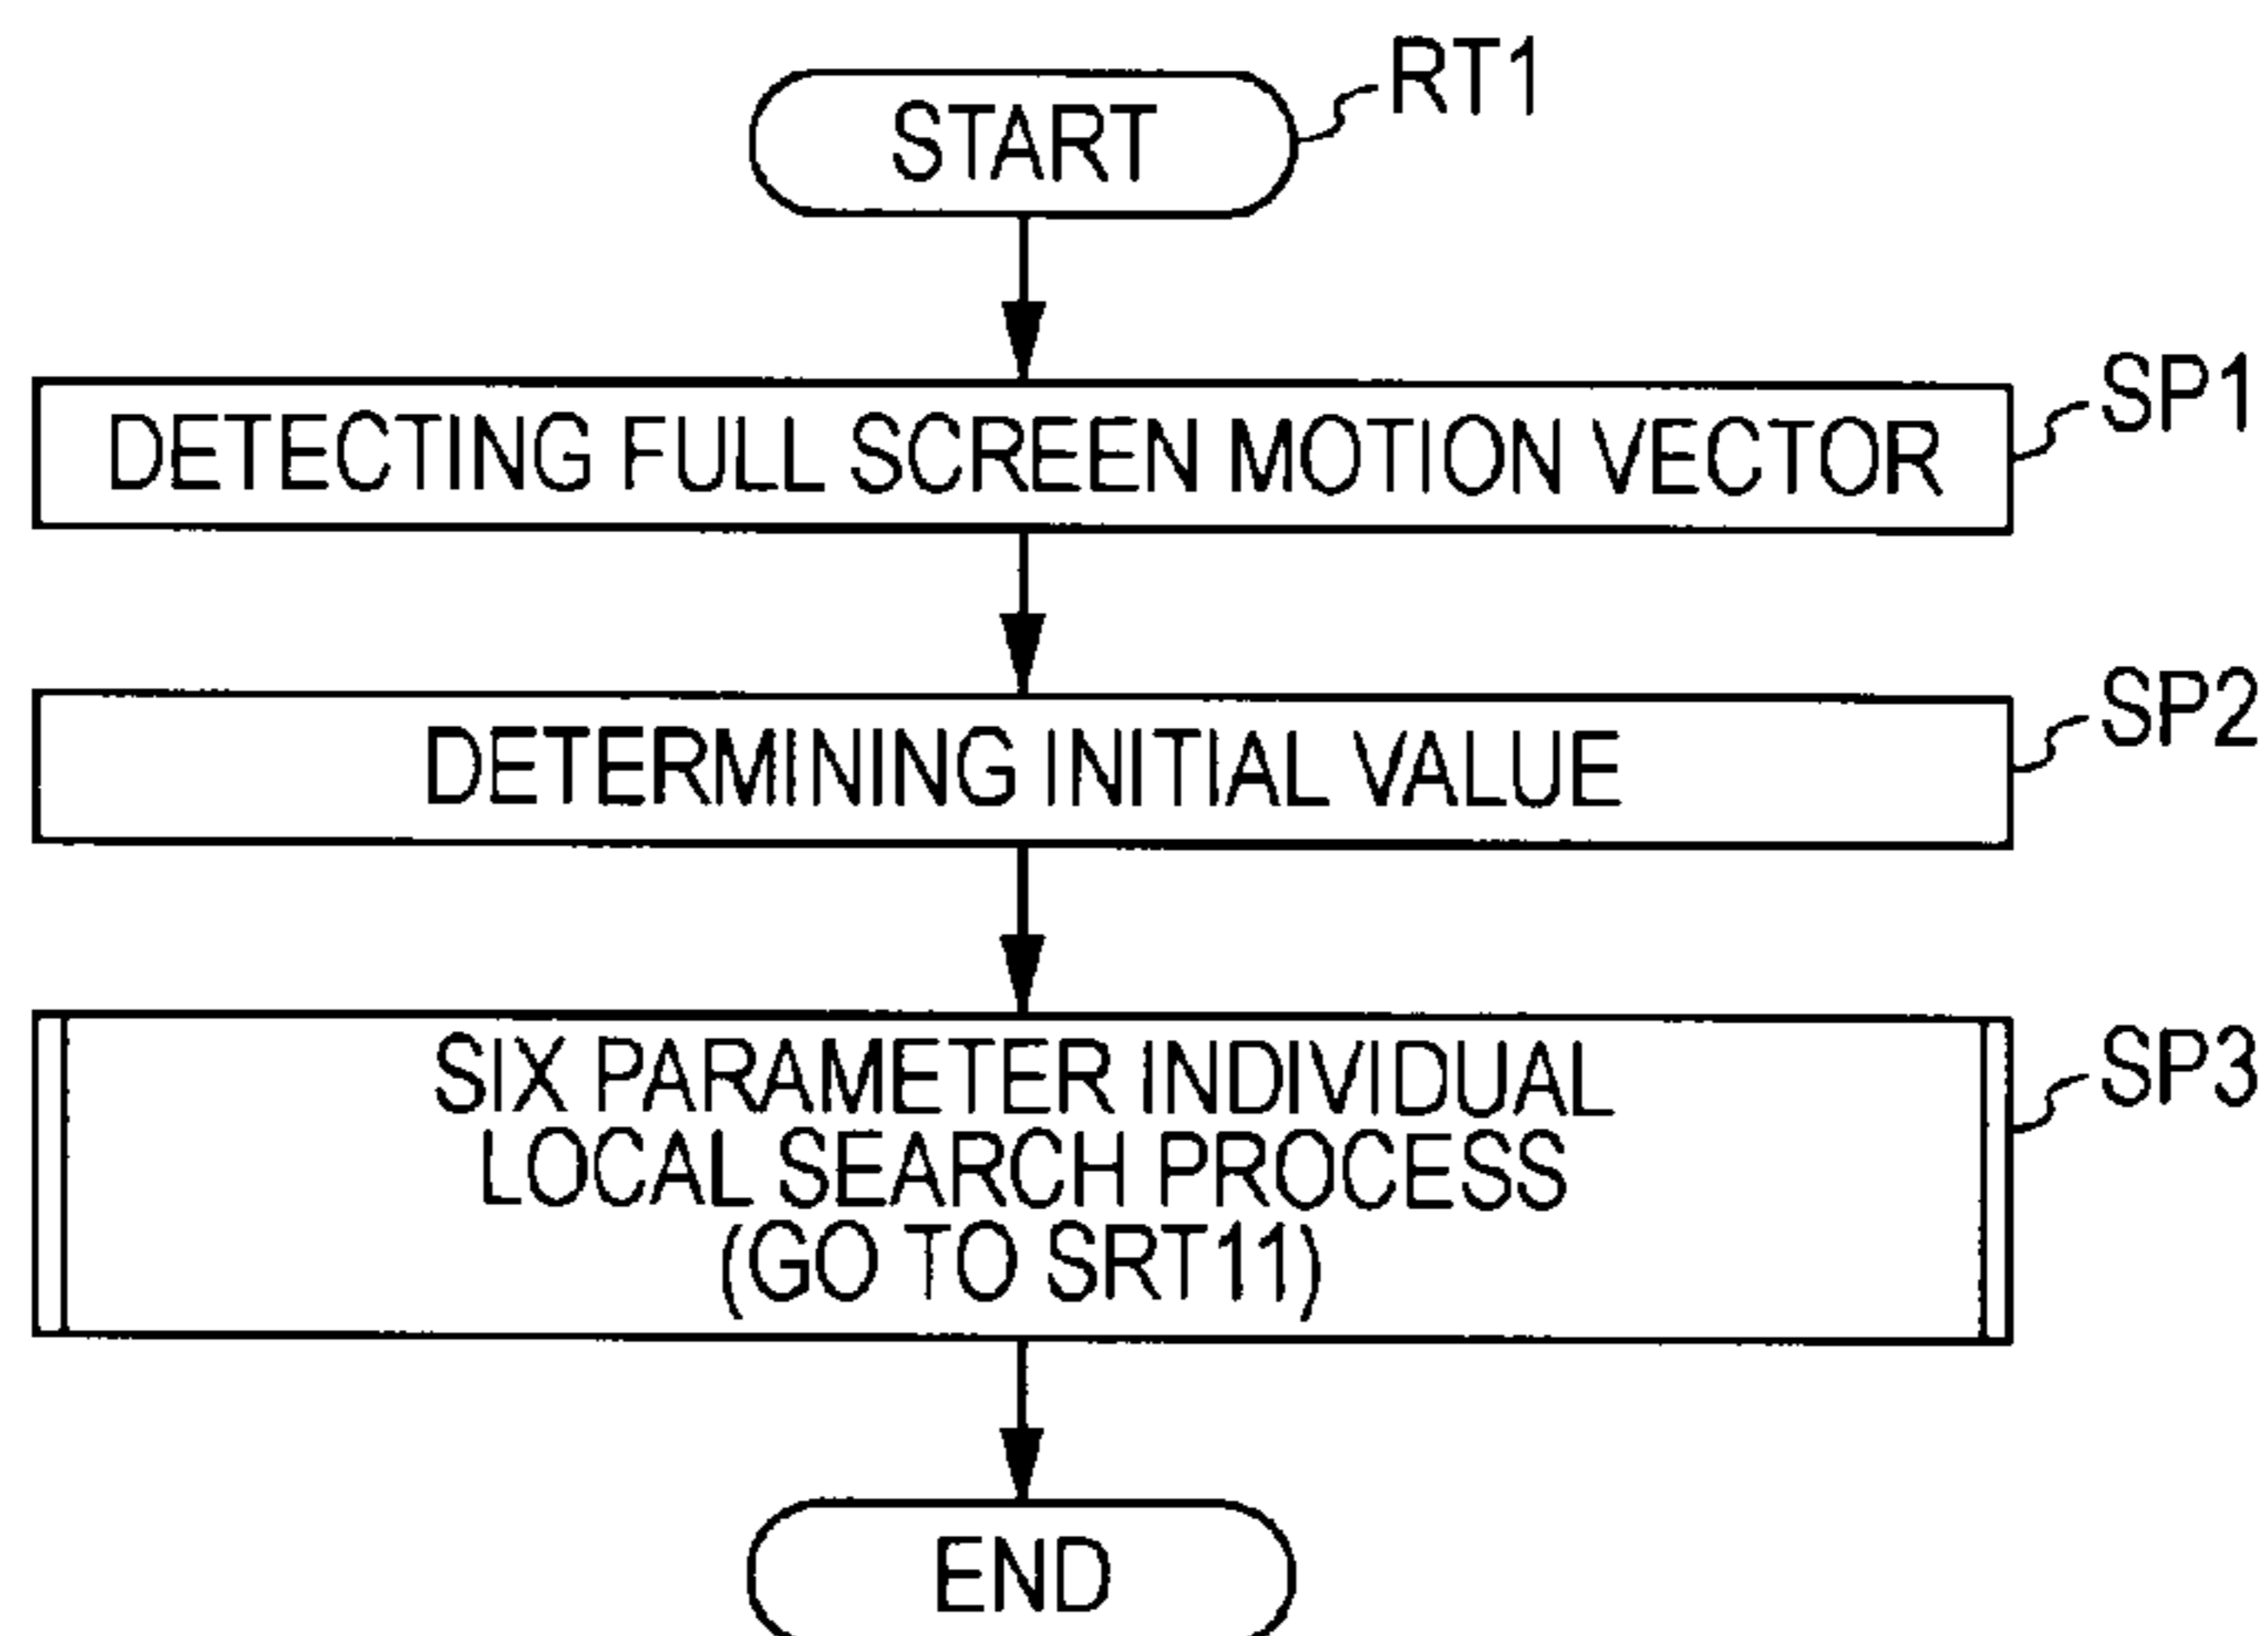 START
RT1
DETECTING FULL SCREEN MOTION VECTOR
SP1
DETERMINING INITIAL VALUE
SP2
SIX PARAMETER INDIVIDUAL
LOCAL SEARCH PROCESS
(GO TO SRT11)
SP3
END